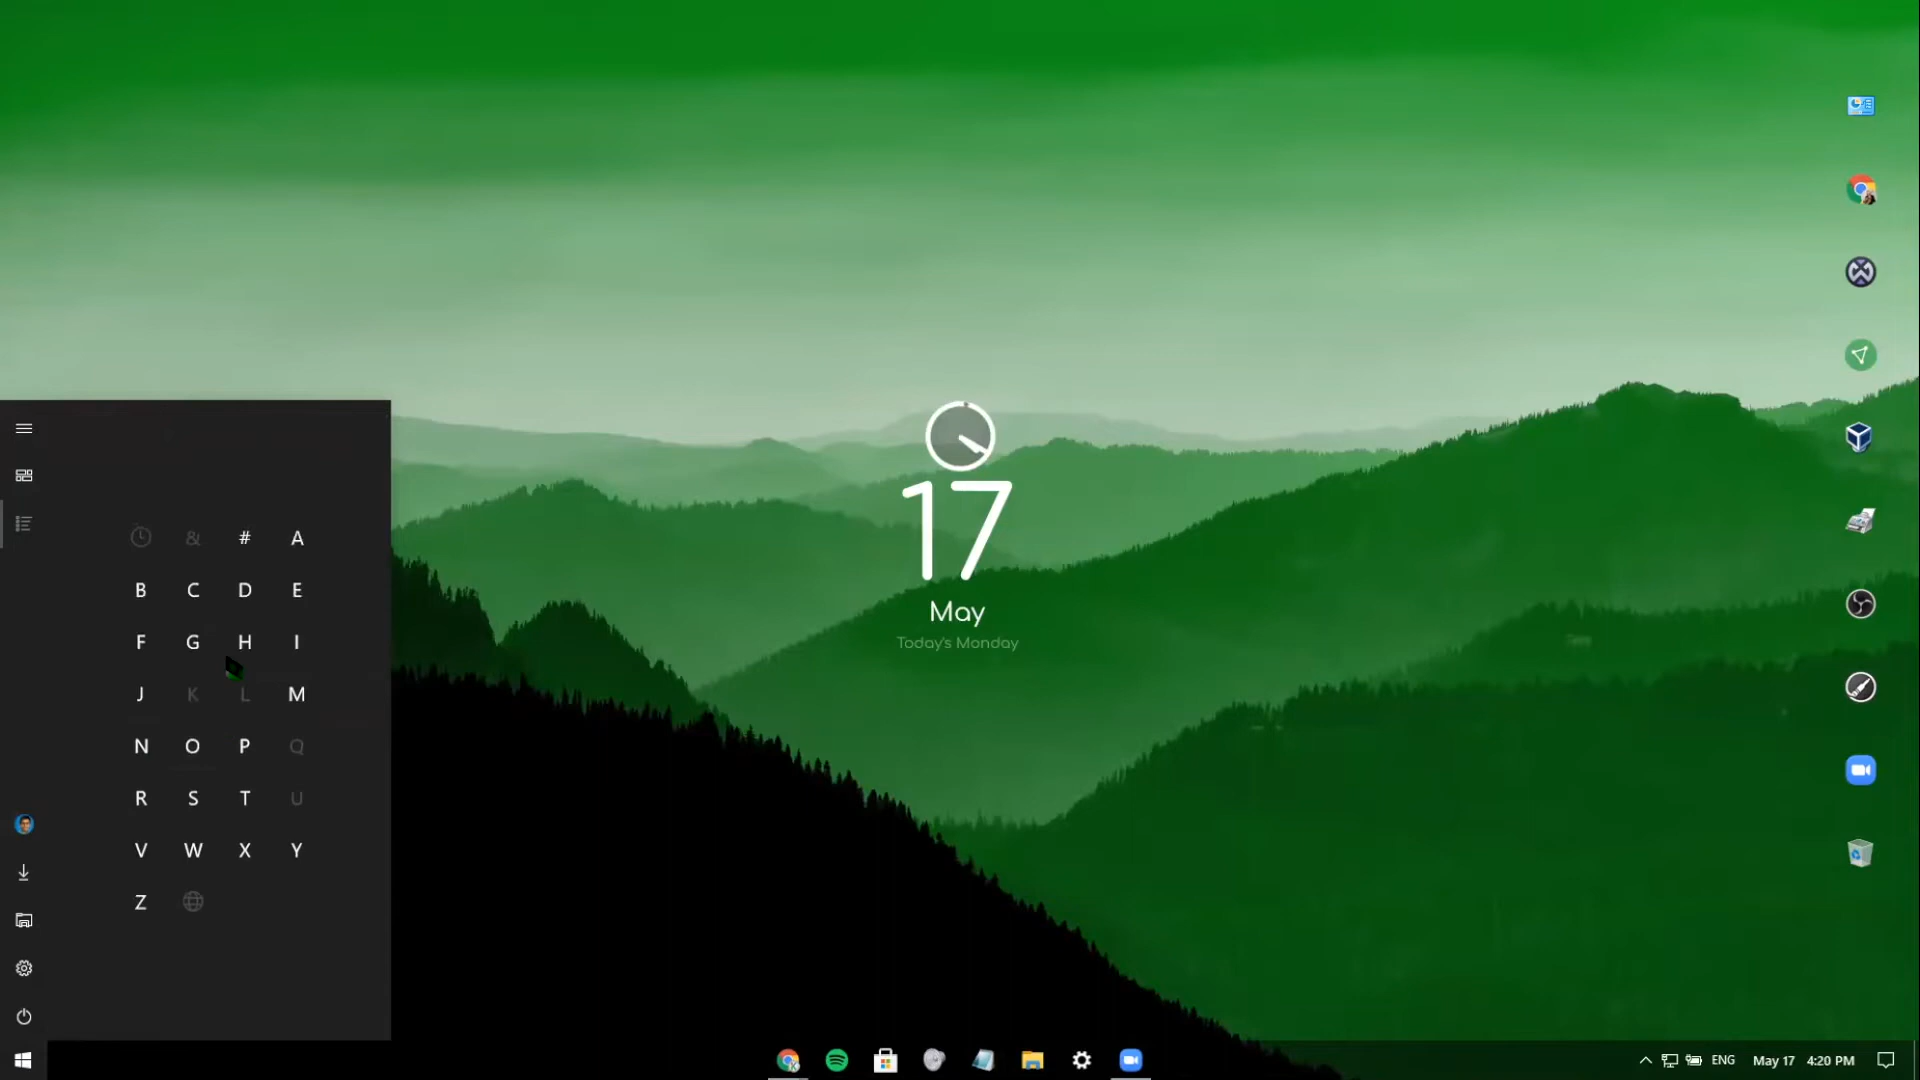 & # A
B C D E
F G H I
J K L M
N O P Q
R S T U
V W X Y
Z
17
May
Today's Monday
ENG May 17 4:20 PM